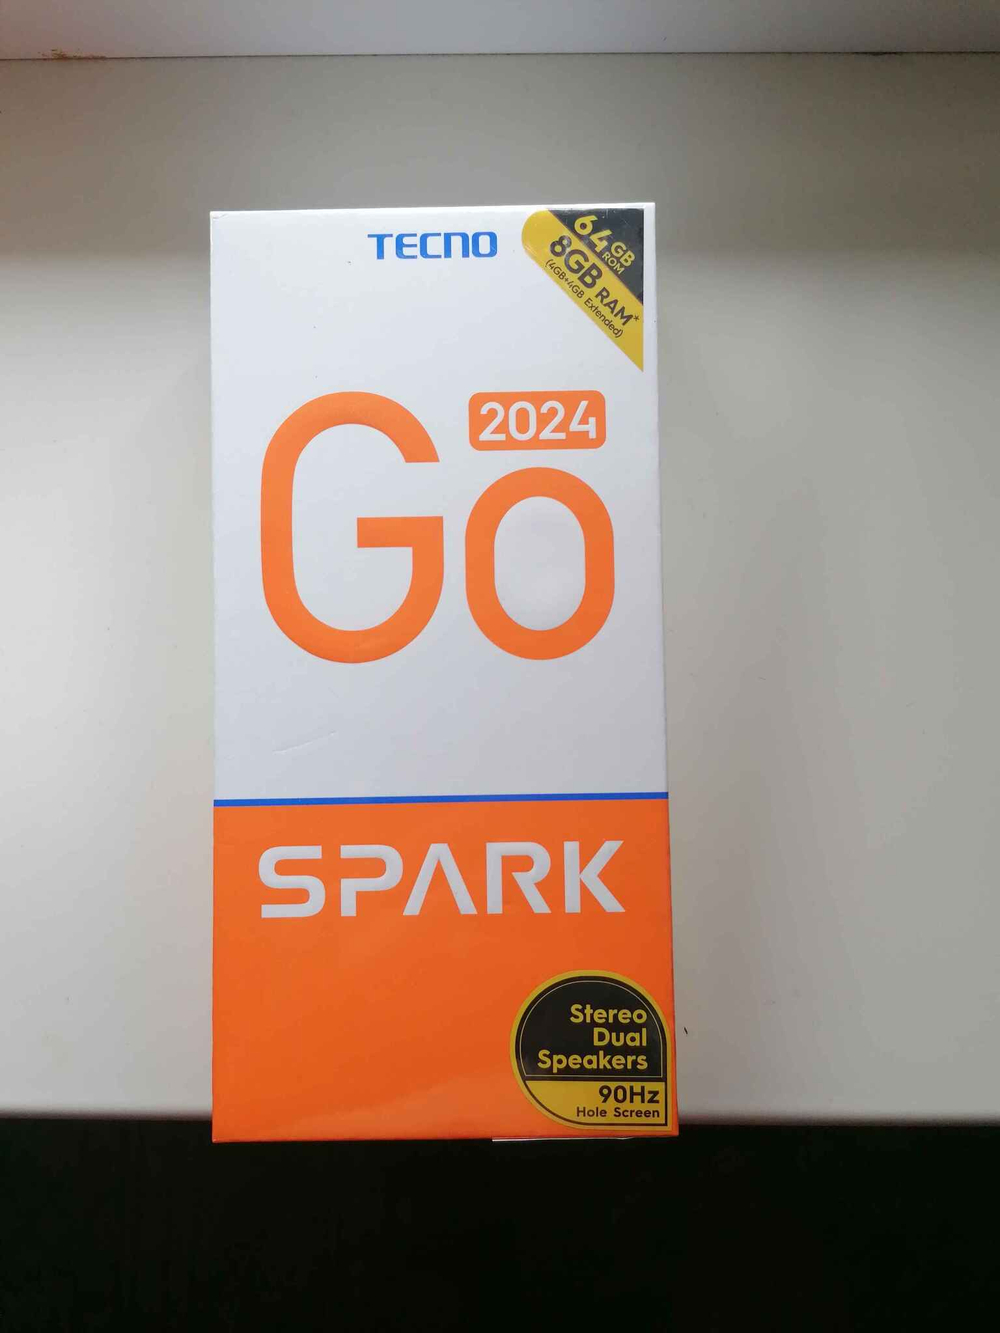 TECNO
64GB
ROM
8GB RAM*
(4GB+4GB Extended)
2024
Go
SPARK
Stereo
Dual
Speakers
90Hz
Hole Screen